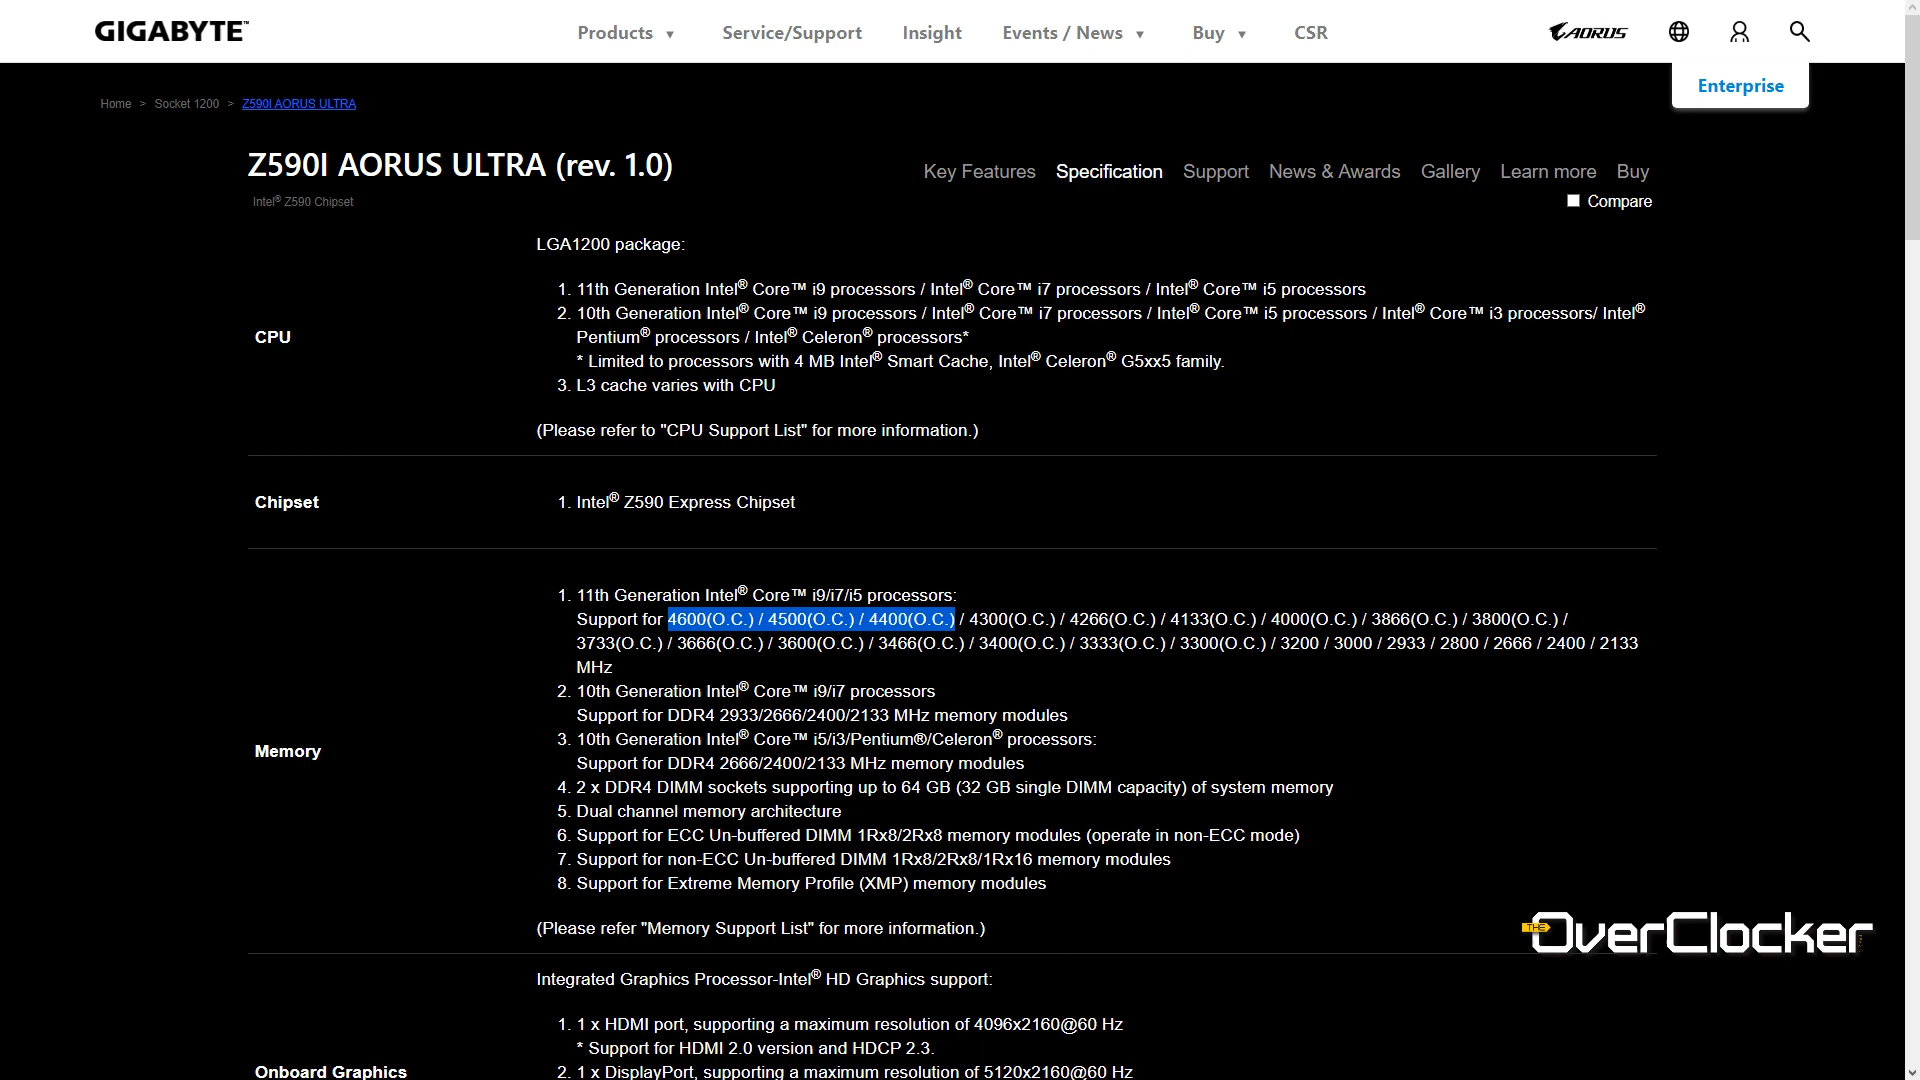 GIGABYTE™
Products ▼ Service/Support Insight Events / News ▼ Buy ▼ CSR
AORUS
Enterprise
Home > Socket 1200 > Z590I AORUS ULTRA
Z590I AORUS ULTRA (rev. 1.0)
Key Features Specification Support News & Awards Gallery Learn more Buy
Intel® Z590 Chipset
Compare
CPU
LGA1200 package:
1. 11th Generation Intel® Core™ i9 processors / Intel® Core™ i7 processors / Intel® Core™ i5 processors
2. 10th Generation Intel® Core™ i9 processors / Intel® Core™ i7 processors / Intel® Core™ i5 processors / Intel® Core™ i3 processors/ Intel®
Pentium® processors / Intel® Celeron® processors*
* Limited to processors with 4 MB Intel® Smart Cache, Intel® Celeron® G5xx5 family.
3. L3 cache varies with CPU
(Please refer to "CPU Support List" for more information.)
Chipset
1. Intel® Z590 Express Chipset
Memory
1. 11th Generation Intel® Core™ i9/i7/i5 processors:
Support for 4600(O.C.) / 4500(O.C.) / 4400(O.C.) / 4300(O.C.) / 4266(O.C.) / 4133(O.C.) / 4000(O.C.) / 3866(O.C.) / 3800(O.C.) /
3733(O.C.) / 3666(O.C.) / 3600(O.C.) / 3466(O.C.) / 3400(O.C.) / 3333(O.C.) / 3300(O.C.) / 3200 / 3000 / 2933 / 2800 / 2666 / 2400 / 2133
MHz
2. 10th Generation Intel® Core™ i9/i7 processors
Support for DDR4 2933/2666/2400/2133 MHz memory modules
3. 10th Generation Intel® Core™ i5/i3/Pentium®/Celeron® processors:
Support for DDR4 2666/2400/2133 MHz memory modules
4. 2 x DDR4 DIMM sockets supporting up to 64 GB (32 GB single DIMM capacity) of system memory
5. Dual channel memory architecture
6. Support for ECC Un-buffered DIMM 1Rx8/2Rx8 memory modules (operate in non-ECC mode)
7. Support for non-ECC Un-buffered DIMM 1Rx8/2Rx8/1Rx16 memory modules
8. Support for Extreme Memory Profile (XMP) memory modules
(Please refer "Memory Support List" for more information.)
THE OverClocker
Onboard Graphics
Integrated Graphics Processor-Intel® HD Graphics support:
1. 1 x HDMI port, supporting a maximum resolution of 4096x2160@60 Hz
* Support for HDMI 2.0 version and HDCP 2.3.
2. 1 x DisplayPort, supporting a maximum resolution of 5120x2160@60 Hz